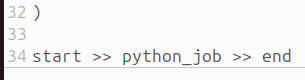 32 )
33
34 start >> python_job >> end